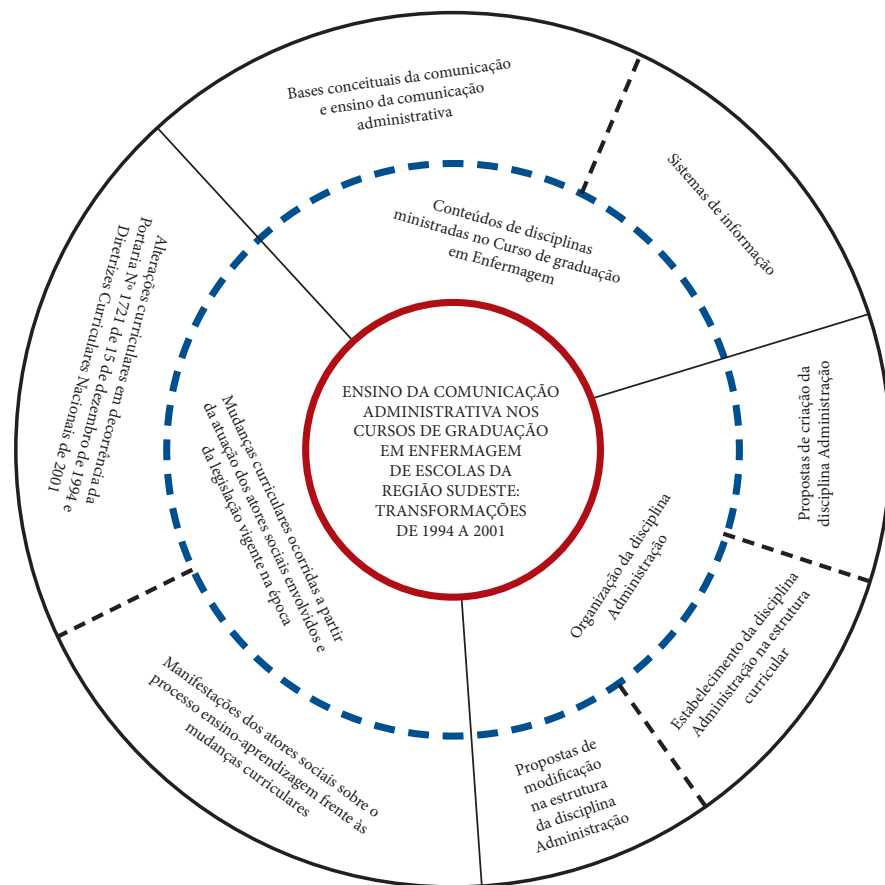 Bases conceituais da comunicação
e ensino da comunicação
administrativa
Sistemas de informação
Conteúdos de disciplinas
ministradas no Curso de graduação
em Enfermagem
Alterações curriculares em decorrência da
Portaria Nº 1721 de 15 de dezembro de 1994 e
Diretrizes Curriculares Nacionais de 2001
Mudanças curriculares ocorridas a partir
da atuação dos atores sociais envolvidos e
da legislação vigente na época
ENSINO DA COMUNICAÇÃO
ADMINISTRATIVA NOS
CURSOS DE GRADUAÇÃO
EM ENFERMAGEM
DE ESCOLAS DA
REGIÃO SUDESTE:
TRANSFORMAÇÕES
DE 1994 A 2001
Propostas de criação da
disciplina Administração
Organização da disciplina
Administração
Estabelecimento da disciplina
Administração na estrutura
curricular
Manifestações dos atores sociais sobre o
processo ensino-aprendizagem frente às
mudanças curriculares
Propostas de
modificação
na estrutura
da disciplina
Administração